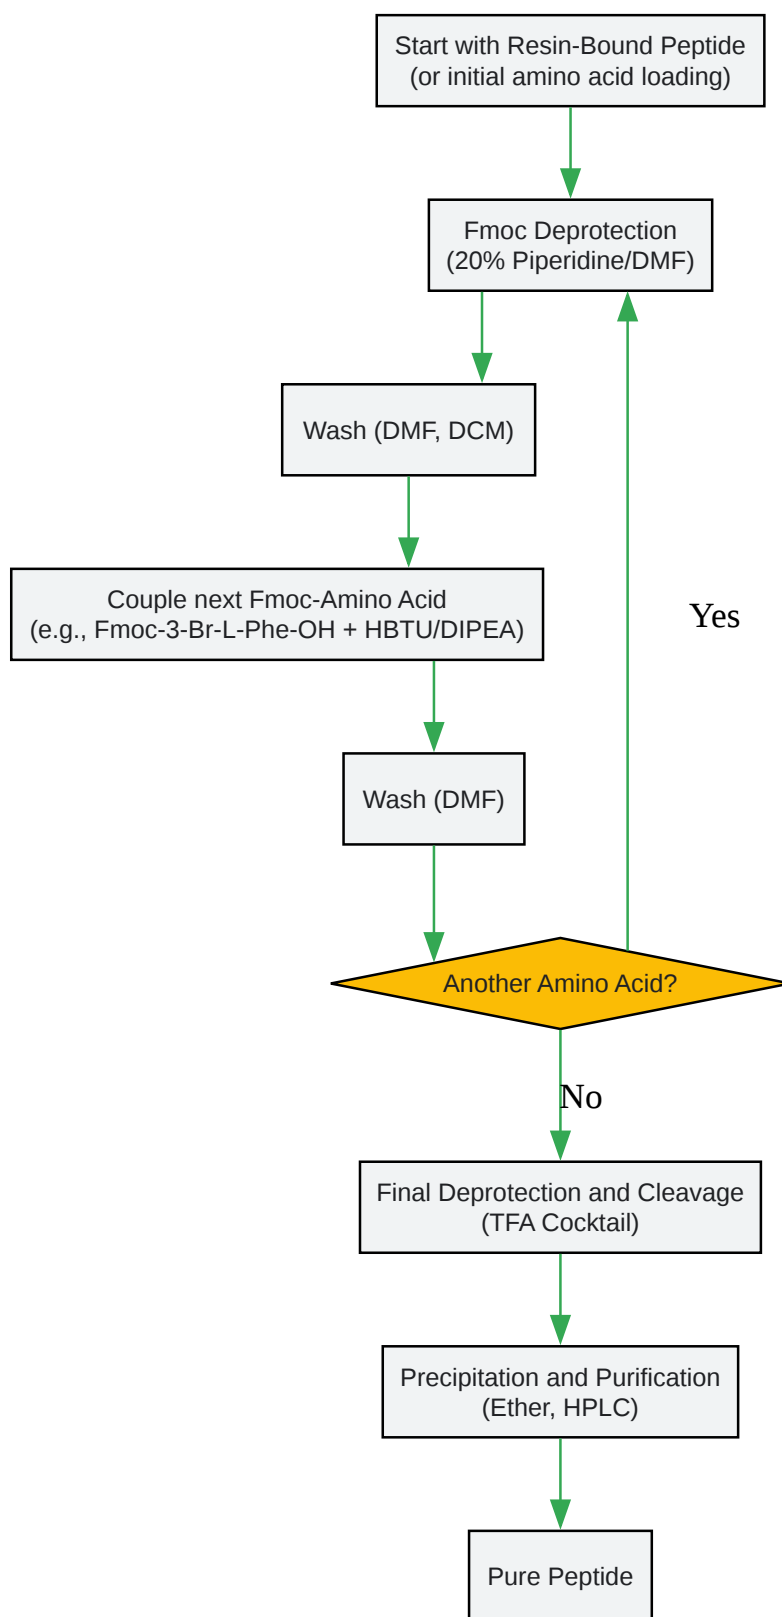 Start with Resin-Bound Peptide
(or initial amino acid loading)
Fmoc Deprotection
(20% Piperidine/DMF)
Wash (DMF, DCM)
Couple next Fmoc-Amino Acid
(e.g., Fmoc-3-Br-L-Phe-OH + HBTU/DIPEA)
Yes
Wash (DMF)
Another Amino Acid?
No
Final Deprotection and Cleavage
(TFA Cocktail)
Precipitation and Purification
(Ether, HPLC)
Pure Peptide